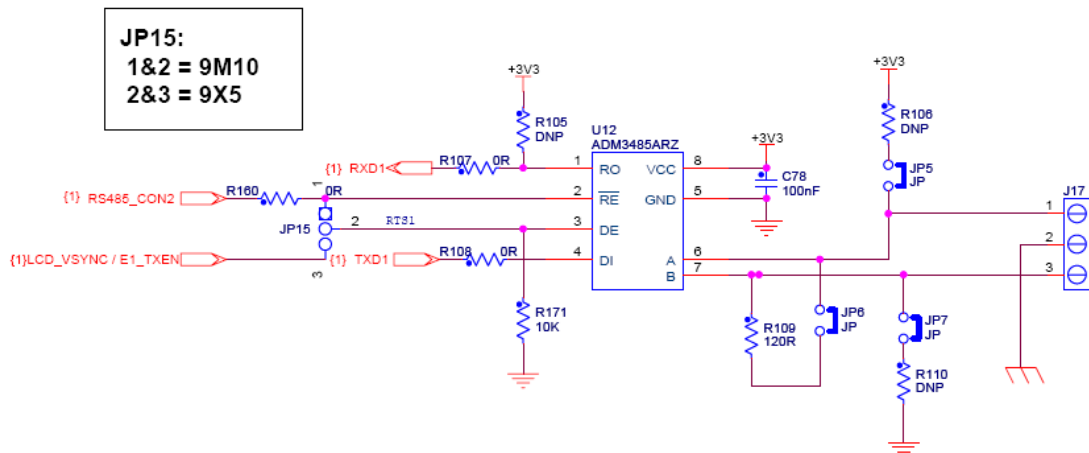 JP15:
1&2 = 9M10
2&3 = 9X5
+3V3
R105
DNP
U12
ADM3485ARZ
+3V3
+3V3
R106
DNP
JP5
JP
{1} RXD1
R107
0R
1
RO
VCC
8
C78
100nF
J17
{1} RS485_CON2
R160
0R
1
2
RE
GND
5
1
JP15
2
RTS1
3
DE
2
{1}LCD_VSYNC / E1_TXEN
3
{1} TXD1
R108
0R
4
DI
A
6
B
7
3
R171
10K
R109
120R
JP6
JP
JP7
JP
R110
DNP